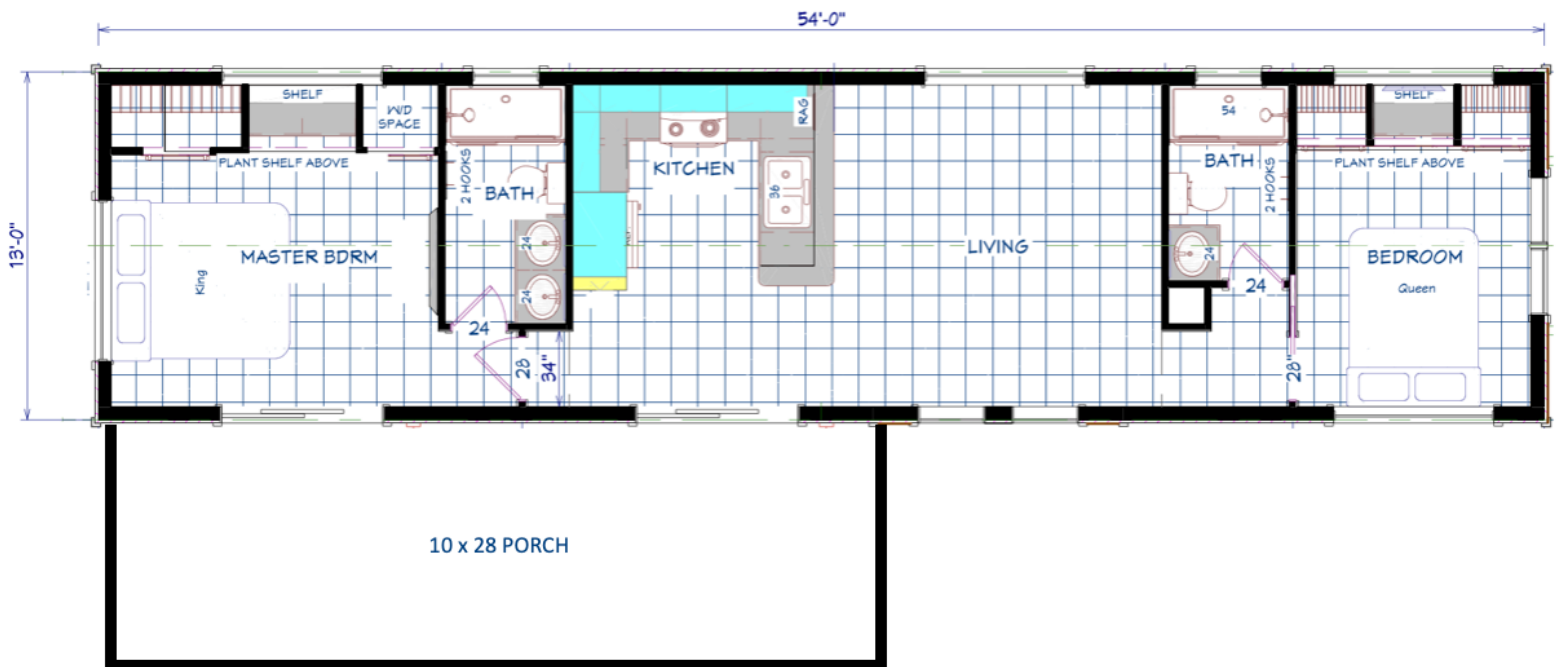 54'-0"
13'-0"
SHELF
W/D
SPACE
PLANT SHELF ABOVE
2 HOOKS
BATH
RAG
KITCHEN
36
54
BATH
2 HOOKS
SHELF
PLANT SHELF ABOVE
MASTER BDRM
King
24
24
24
28
34"
LIVING
24
24
28"
BEDROOM
Queen
10 x 28 PORCH